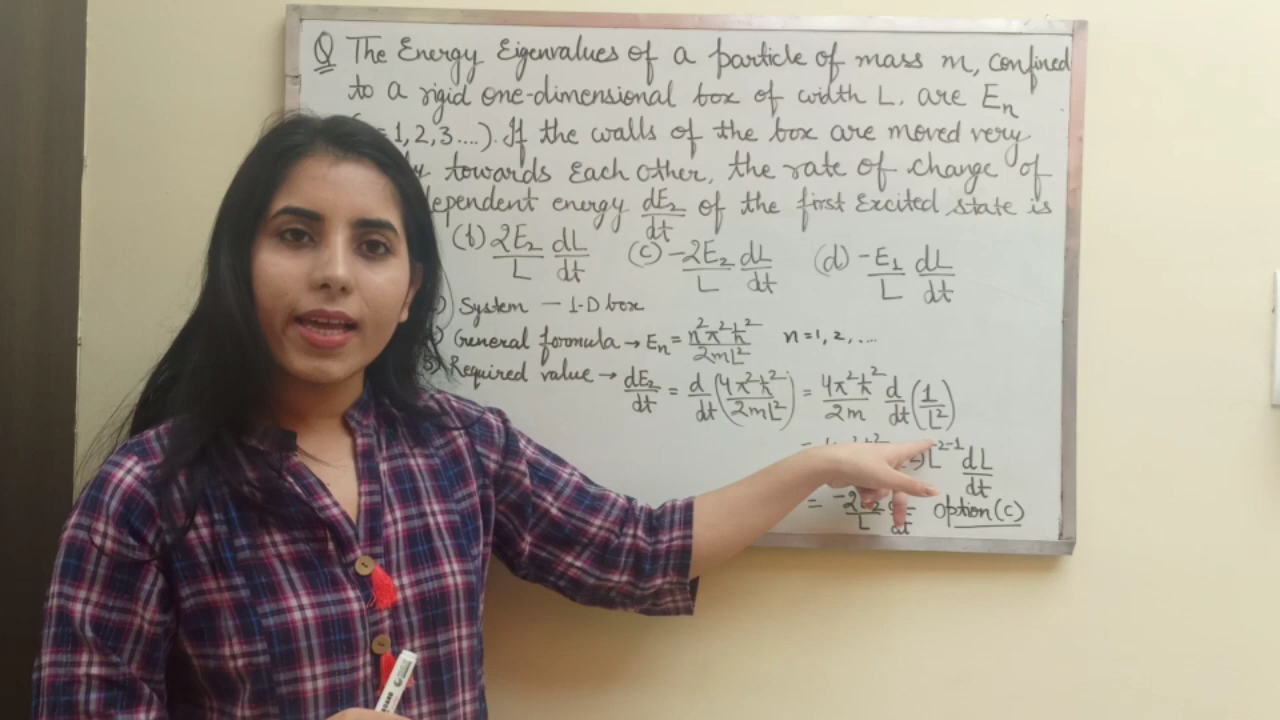 Q The Energy Eigenvalues of a particle of mass m, confined
to a rigid one-dimensional box of width L, are Eₙ
= 1, 2, 3 ....). If the walls of the box are moved very
towards Each Other, the rate of change of
ependent energy dE₂/dt of the first Excited state is
(b) 2E₂/L dL/dt (c) -2E₂/L dL/dt (d) -E₁/L dL/dt
) System — 1-D box
) General formula → Eₙ = n²π²ħ²/2mL² n = 1, 2, ....
3) Required value → dE₂/dt = d/dt (4π²ħ²/2mL²) = 4π²ħ²/2m d/dt (1/L²)
L⁻²⁻¹ dL/dt
= Option (c)